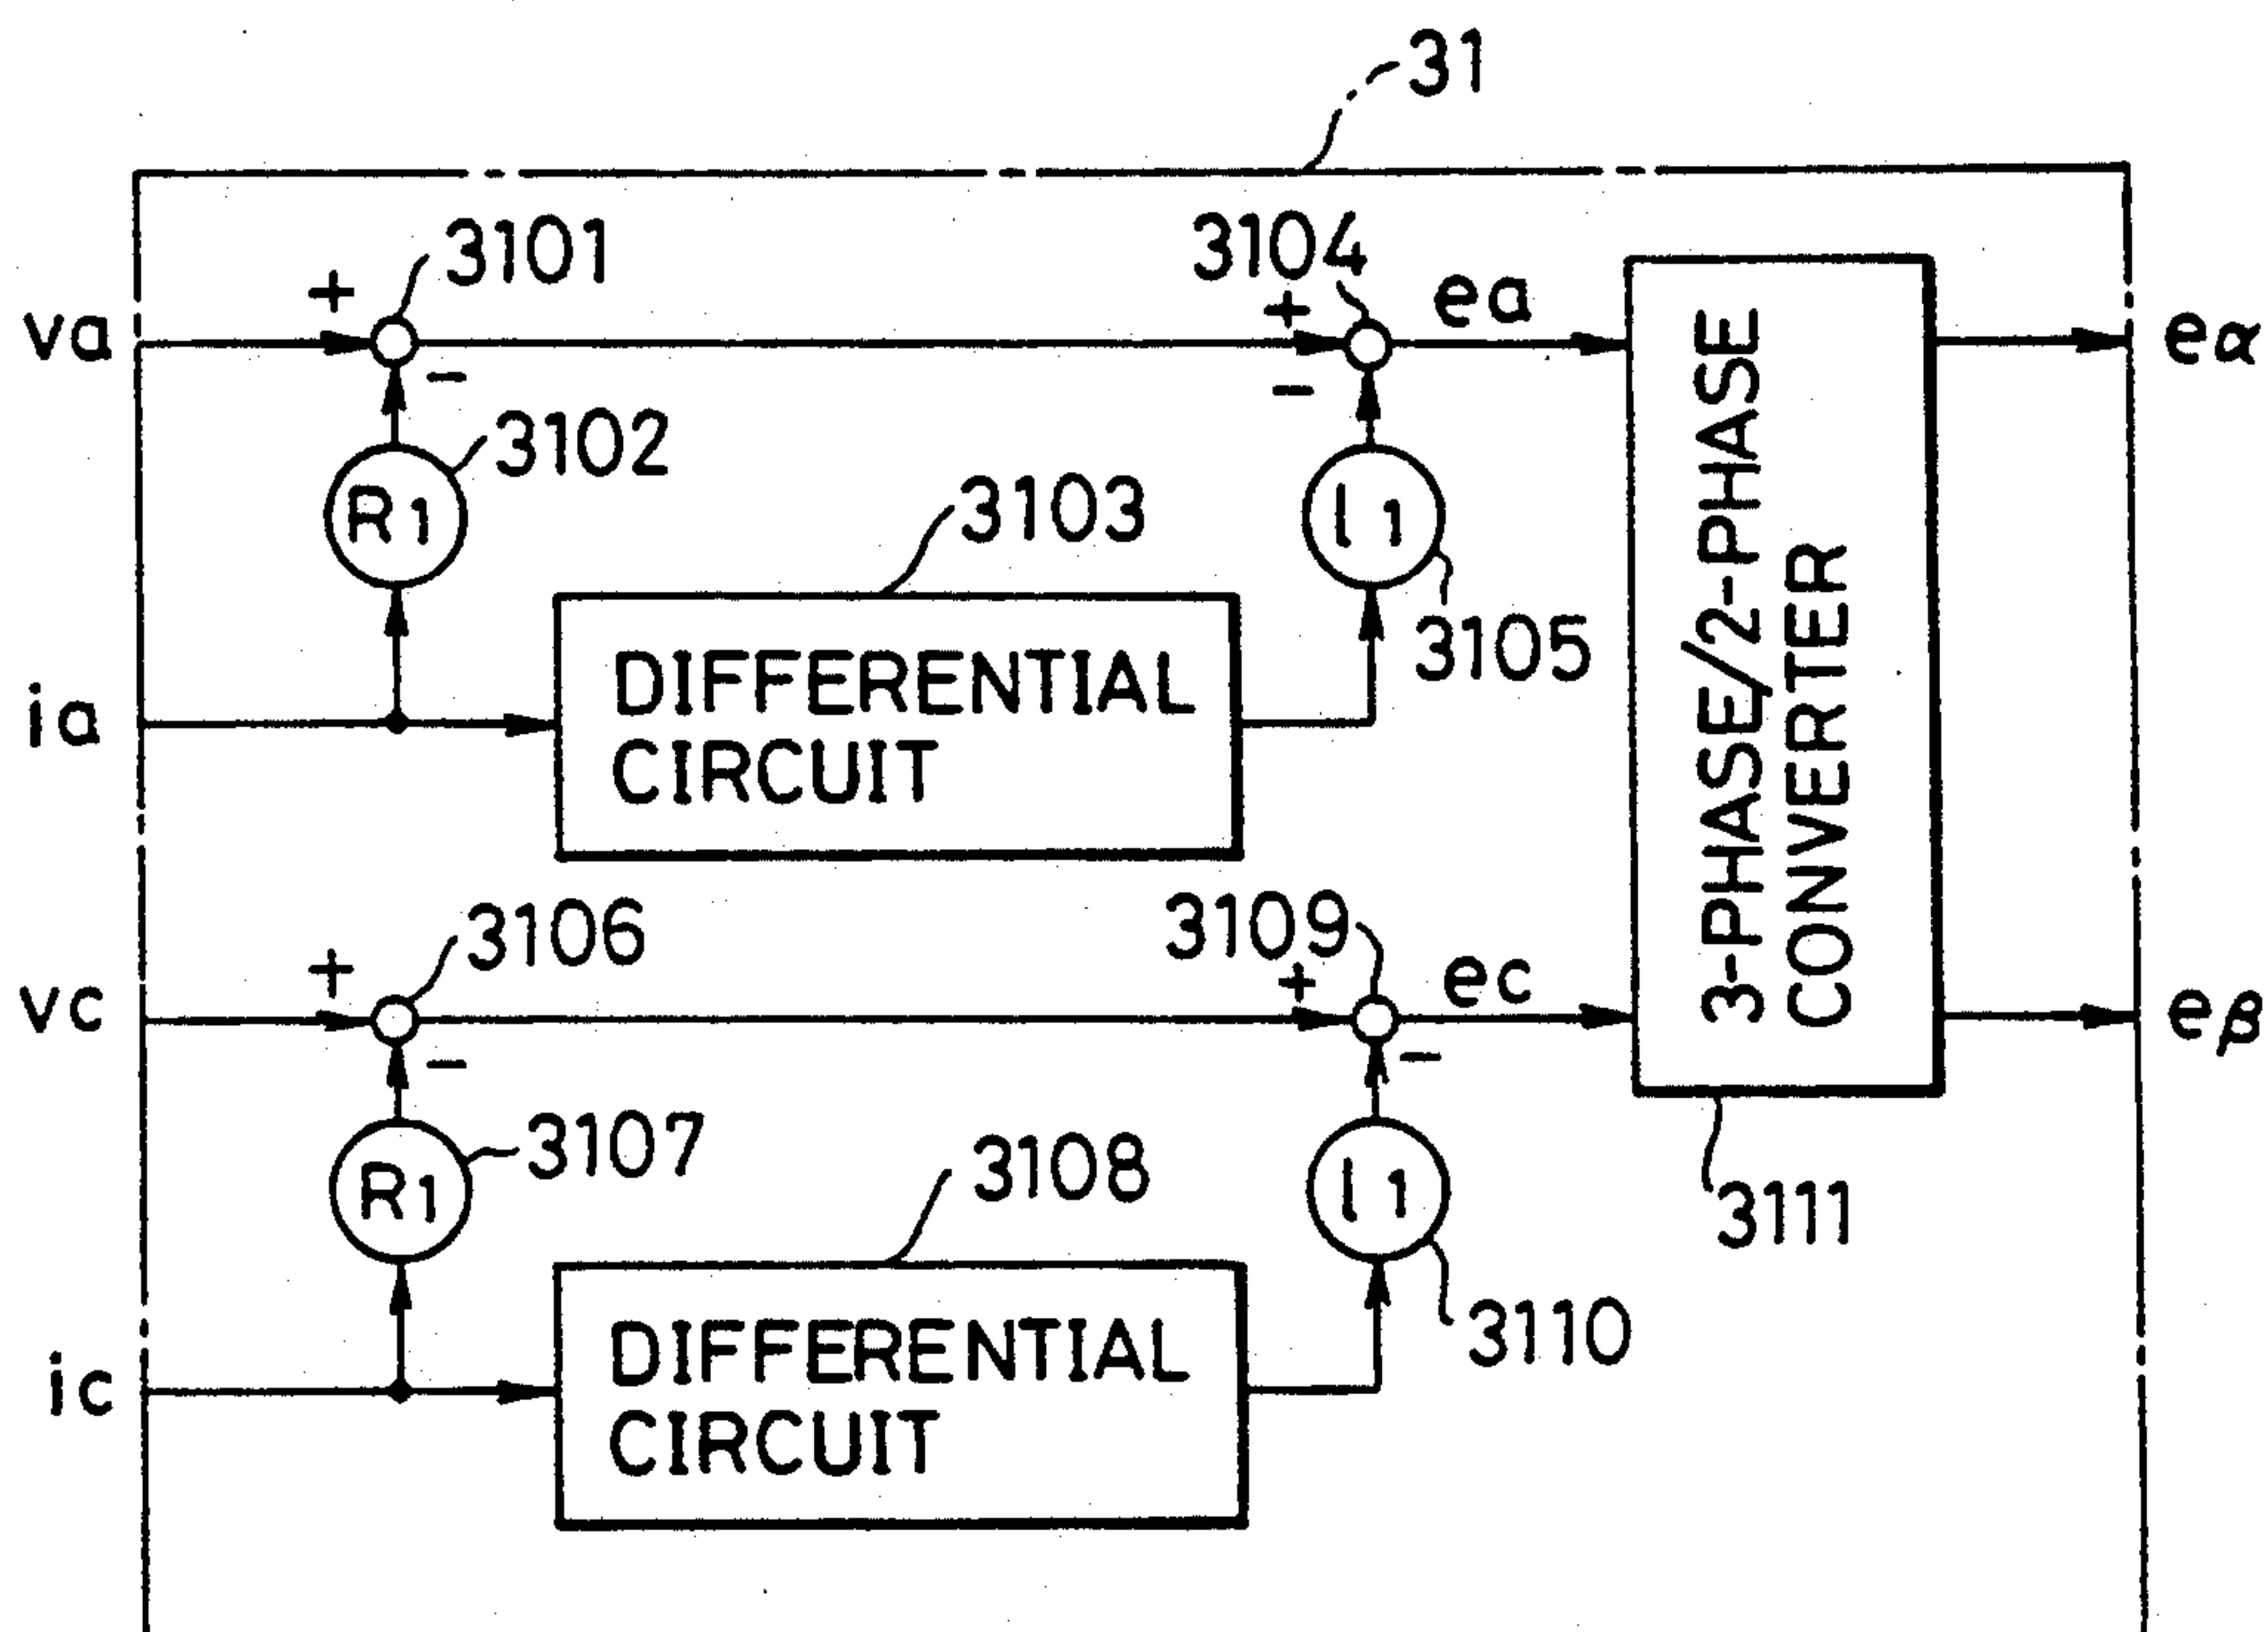 31
3101
3104
+
+
ea
va
eα
-
-
3102
R1
3103
l1
3105
DIFFERENTIAL
CIRCUIT
ia
3-PHASE/2-PHASE
CONVERTER
3106
3109
+
+
ec
vc
eβ
-
-
3107
R1
3108
l1
3111
3110
DIFFERENTIAL
CIRCUIT
ic